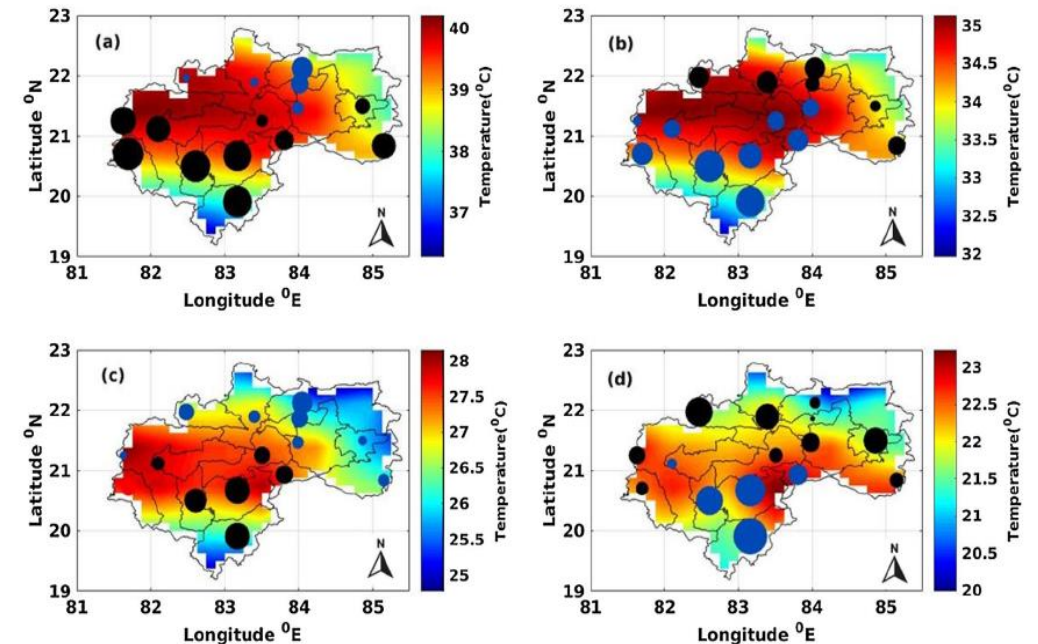 (a)
23
22
21
20
19
81 82 83 84 85
Latitude ⁰N
Longitude ⁰E
N
40
39
38
37
Temperature(⁰C)
(b)
23
22
21
20
19
81 82 83 84 85
Latitude ⁰N
Longitude ⁰E
N
35
34.5
34
33.5
33
32.5
32
Temperature(⁰C)
(c)
23
22
21
20
19
81 82 83 84 85
Latitude ⁰N
Longitude ⁰E
N
28
27.5
27
26.5
26
25.5
25
Temperature(⁰C)
(d)
23
22
21
20
19
81 82 83 84 85
Latitude ⁰N
Longitude ⁰E
N
23
22.5
22
21.5
21
20.5
20
Temperature(⁰C)